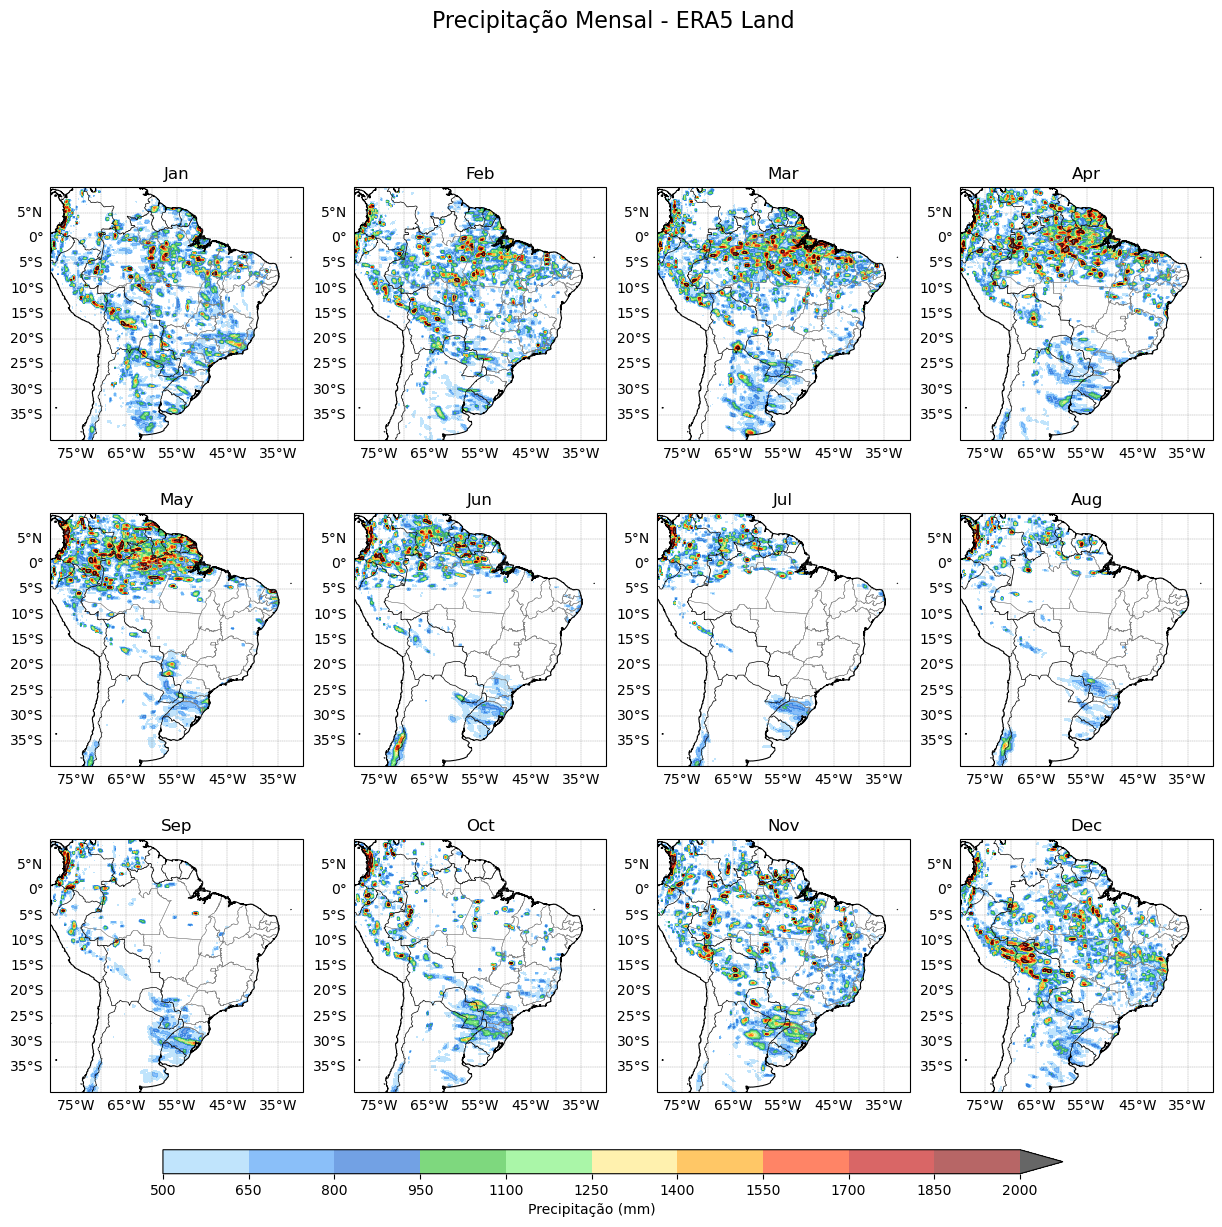 Precipitação Mensal - ERA5 Land
Jan Feb Mar Apr
5°N 5°N 5°N 5°N
0° 0° 0° 0°
5°S 5°S 5°S 5°S
10°S 10°S 10°S 10°S
15°S 15°S 15°S 15°S
20°S 20°S 20°S 20°S
25°S 25°S 25°S 25°S
30°S 30°S 30°S 30°S
35°S 35°S 35°S 35°S
75°W 65°W 55°W 45°W 35°W 75°W 65°W 55°W 45°W 35°W 75°W 65°W 55°W 45°W 35°W 75°W 65°W 55°W 45°W 35°W
May Jun Jul Aug
5°N 5°N 5°N 5°N
0° 0° 0° 0°
5°S 5°S 5°S 5°S
10°S 10°S 10°S 10°S
15°S 15°S 15°S 15°S
20°S 20°S 20°S 20°S
25°S 25°S 25°S 25°S
30°S 30°S 30°S 30°S
35°S 35°S 35°S 35°S
75°W 65°W 55°W 45°W 35°W 75°W 65°W 55°W 45°W 35°W 75°W 65°W 55°W 45°W 35°W 75°W 65°W 55°W 45°W 35°W
Sep Oct Nov Dec
5°N 5°N 5°N 5°N
0° 0° 0° 0°
5°S 5°S 5°S 5°S
10°S 10°S 10°S 10°S
15°S 15°S 15°S 15°S
20°S 20°S 20°S 20°S
25°S 25°S 25°S 25°S
30°S 30°S 30°S 30°S
35°S 35°S 35°S 35°S
75°W 65°W 55°W 45°W 35°W 75°W 65°W 55°W 45°W 35°W 75°W 65°W 55°W 45°W 35°W 75°W 65°W 55°W 45°W 35°W
500 650 800 950 1100 1250 1400 1550 1700 1850 2000
Precipitação (mm)